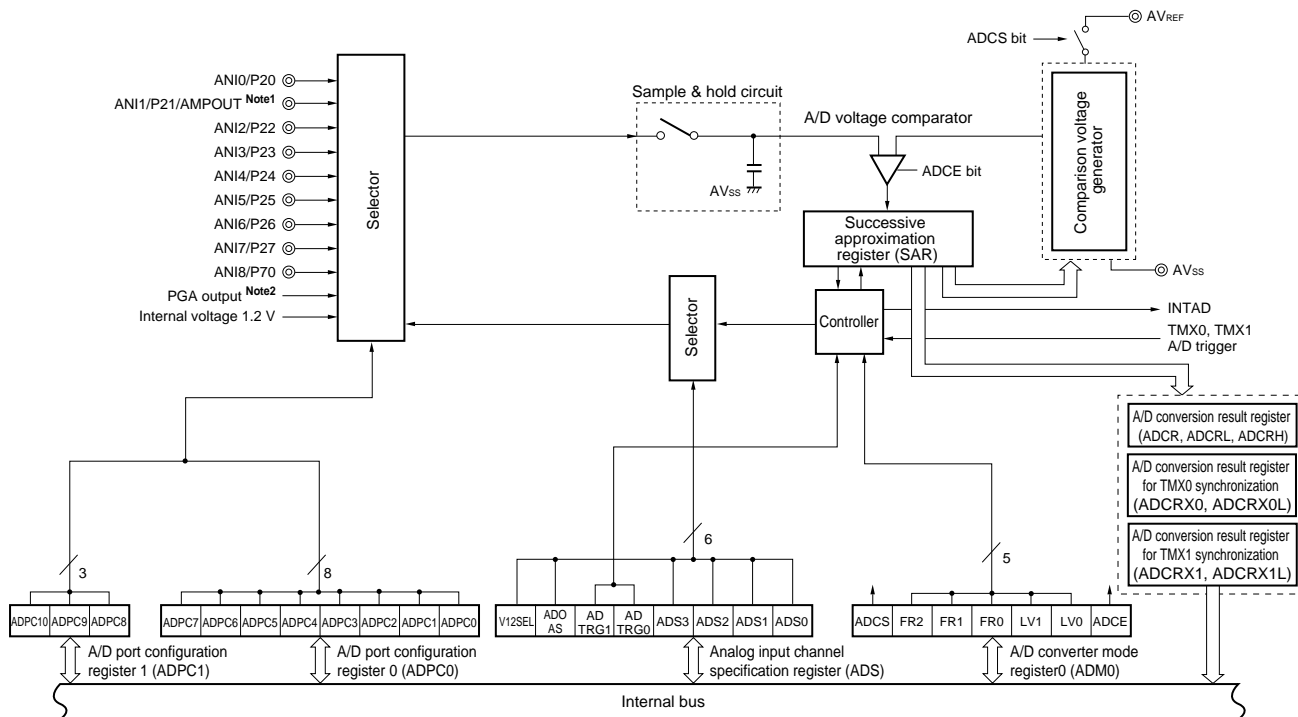 AVREF
ADCS bit
ANI0/P20
ANI1/P21/AMPOUT Note1
ANI2/P22
ANI3/P23
ANI4/P24
ANI5/P25
ANI6/P26
ANI7/P27
ANI8/P70
PGA output Note2
Internal voltage 1.2 V
Selector
Sample & hold circuit
AVSS
A/D voltage comparator
ADCE bit
Comparison voltage
generator
AVSS
Successive
approximation
register (SAR)
Selector
Controller
INTAD
TMX0, TMX1
A/D trigger
A/D conversion result register
(ADCR, ADCRL, ADCRH)
A/D conversion result register
for TMX0 synchronization
(ADCRX0, ADCRX0L)
A/D conversion result register
for TMX1 synchronization
(ADCRX1, ADCRX1L)
3
8
6
5
ADPC10 ADPC9 ADPC8
ADPC7 ADPC6 ADPC5 ADPC4 ADPC3 ADPC2 ADPC1 ADPC0
V12SEL ADO AS AD TRG1 AD TRG0 ADS3 ADS2 ADS1 ADS0
ADCS FR2 FR1 FR0 LV1 LV0 ADCE
A/D port configuration
register 1 (ADPC1)
A/D port configuration
register 0 (ADPC0)
Analog input channel
specification register (ADS)
A/D converter mode
register0 (ADM0)
Internal bus